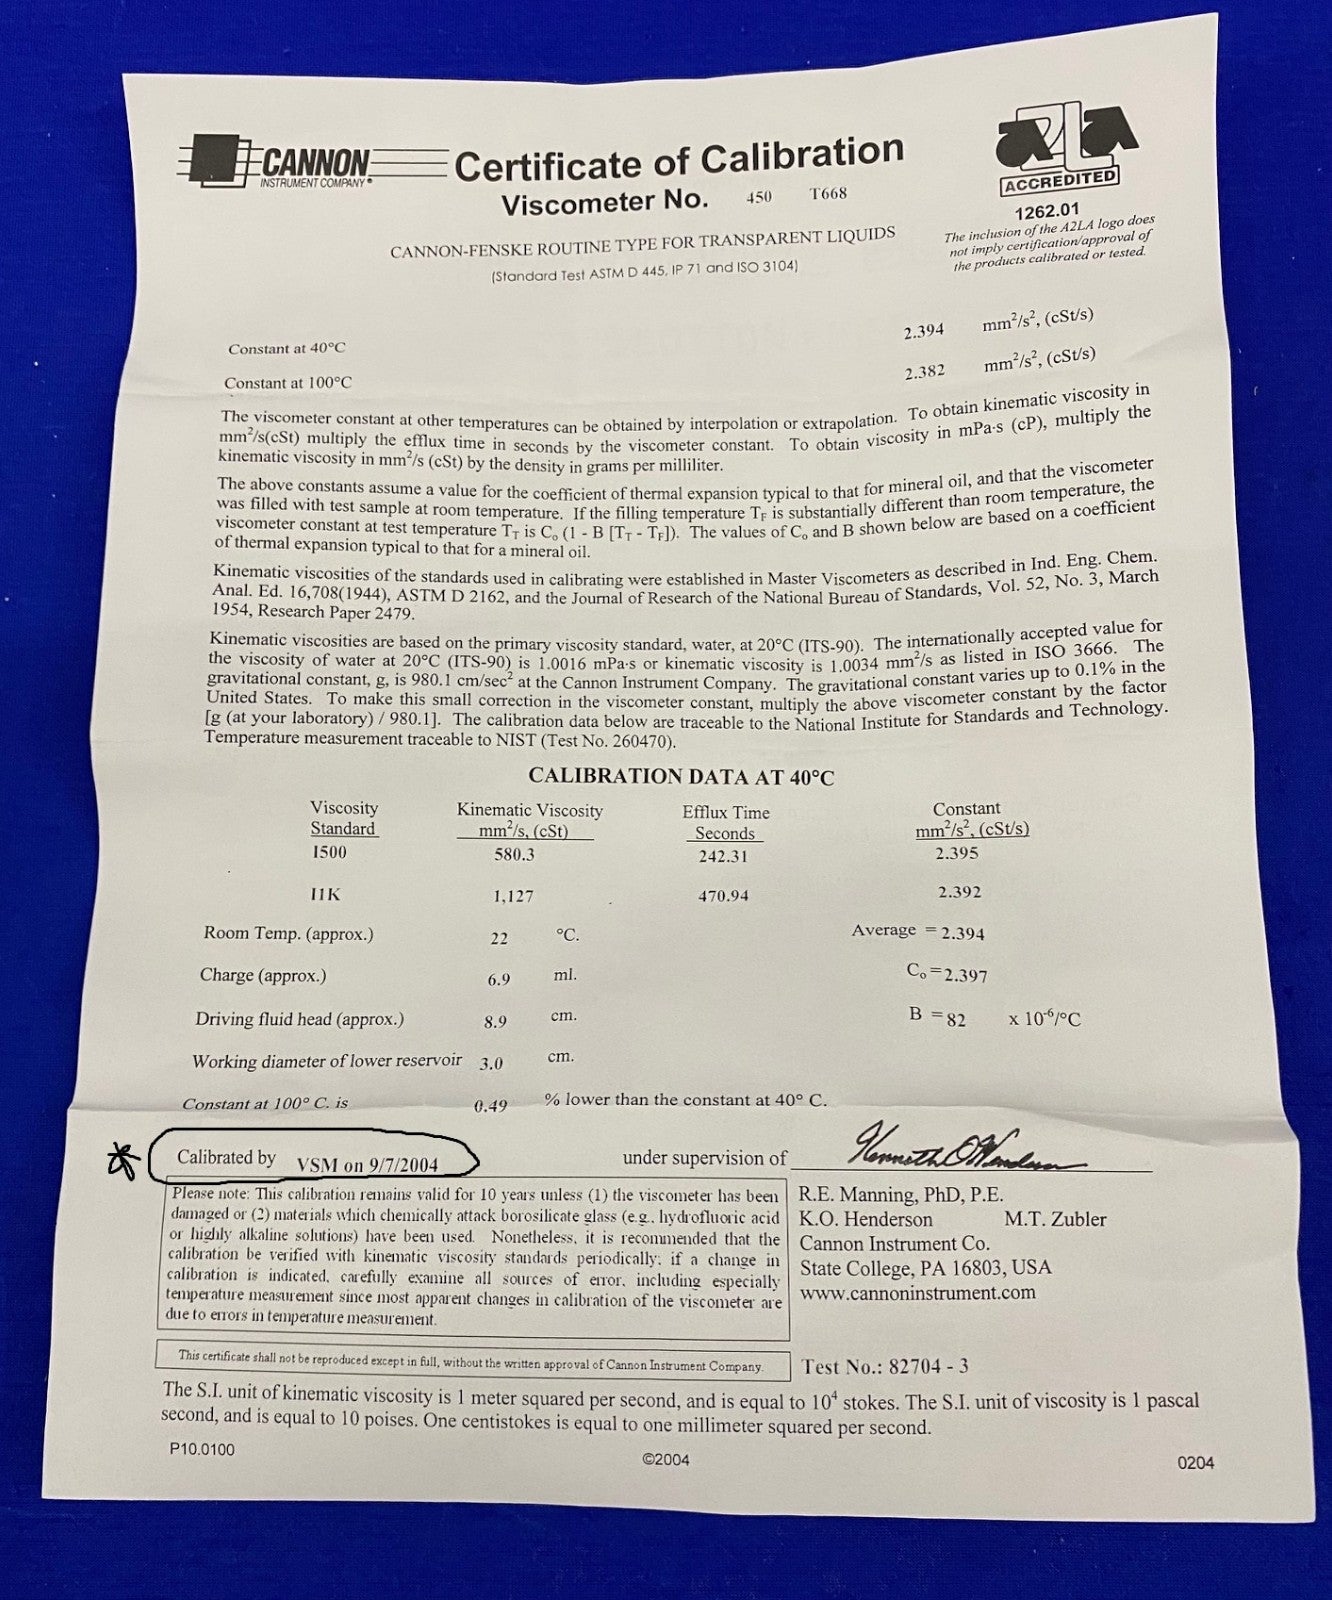 CANNON
INSTRUMENT COMPANY®
Certificate of Calibration
Viscometer No. 450 T668
A2LA
ACCREDITED
1262.01
The inclusion of the A2LA logo does
not imply certification/approval of
the products calibrated or tested.
CANNON-FENSKE ROUTINE TYPE FOR TRANSPARENT LIQUIDS
(Standard Test ASTM D 445, IP 71 and ISO 3104)
Constant at 40°C 2.394 mm²/s², (cSt/s)
Constant at 100°C 2.382 mm²/s², (cSt/s)
The viscometer constant at other temperatures can be obtained by interpolation or extrapolation. To obtain kinematic viscosity in
mm²/s(cSt) multiply the efflux time in seconds by the viscometer constant. To obtain viscosity in mPa·s (cP), multiply the
kinematic viscosity in mm²/s (cSt) by the density in grams per milliliter.
The above constants assume a value for the coefficient of thermal expansion typical to that for mineral oil, and that the viscometer
was filled with test sample at room temperature. If the filling temperature TF is substantially different than room temperature, the
viscometer constant at test temperature TT is Co (1 - B [TT - TF]). The values of Co and B shown below are based on a coefficient
of thermal expansion typical to that for a mineral oil.
Kinematic viscosities of the standards used in calibrating were established in Master Viscometers as described in Ind. Eng. Chem.
Anal. Ed. 16,708(1944), ASTM D 2162, and the Journal of Research of the National Bureau of Standards, Vol. 52, No. 3, March
1954, Research Paper 2479.
Kinematic viscosities are based on the primary viscosity standard, water, at 20°C (ITS-90). The internationally accepted value for
the viscosity of water at 20°C (ITS-90) is 1.0016 mPa·s or kinematic viscosity is 1.0034 mm²/s as listed in ISO 3666. The
gravitational constant, g, is 980.1 cm/sec² at the Cannon Instrument Company. The gravitational constant varies up to 0.1% in the
United States. To make this small correction in the viscometer constant, multiply the above viscometer constant by the factor
[g (at your laboratory) / 980.1]. The calibration data below are traceable to the National Institute for Standards and Technology.
Temperature measurement traceable to NIST (Test No. 260470).
CALIBRATION DATA AT 40°C
Viscosity Kinematic Viscosity Efflux Time Constant
Standard mm²/s, (cSt) Seconds mm²/s², (cSt/s)
I500 580.3 242.31 2.395
I1K 1,127 470.94 2.392
Room Temp. (approx.) 22 °C. Average = 2.394
Charge (approx.) 6.9 ml. Co = 2.397
Driving fluid head (approx.) 8.9 cm. B = 82 x 10⁻⁶/°C
Working diameter of lower reservoir 3.0 cm.
Constant at 100° C. is 0.49 % lower than the constant at 40° C.
Calibrated by VSM on 9/7/2004 under supervision of Kenneth O Henderson
Please note: This calibration remains valid for 10 years unless (1) the viscometer has been
damaged or (2) materials which chemically attack borosilicate glass (e.g., hydrofluoric acid
or highly alkaline solutions) have been used. Nonetheless, it is recommended that the
calibration be verified with kinematic viscosity standards periodically; if a change in
calibration is indicated, carefully examine all sources of error, including especially
temperature measurement since most apparent changes in calibration of the viscometer are
due to errors in temperature measurement.
R.E. Manning, PhD, P.E.
K.O. Henderson M.T. Zubler
Cannon Instrument Co.
State College, PA 16803, USA
www.cannoninstrument.com
This certificate shall not be reproduced except in full, without the written approval of Cannon Instrument Company.
Test No.: 82704 - 3
The S.I. unit of kinematic viscosity is 1 meter squared per second, and is equal to 10⁴ stokes. The S.I. unit of viscosity is 1 pascal
second, and is equal to 10 poises. One centistokes is equal to one millimeter squared per second.
P10.0100 ©2004 0204